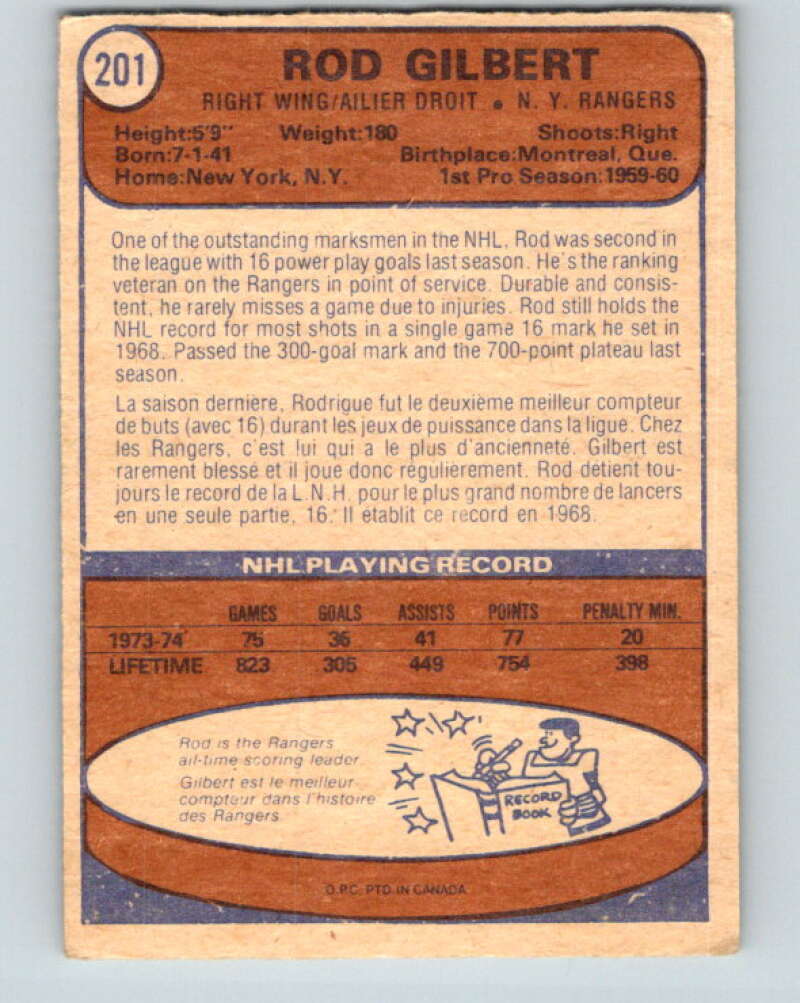 201
ROD GILBERT
RIGHT WING/AILIER DROIT • N. Y. RANGERS
Height:5'9" Weight:180 Shoots:Right
Born:7-1-41 Birthplace:Montreal, Que.
Home:New York, N.Y. 1st Pro Season:1959-60
One of the outstanding marksmen in the NHL, Rod was second in
the league with 16 power play goals last season. He's the ranking
veteran on the Rangers in point of service. Durable and consis-
tent, he rarely misses a game due to injuries. Rod still holds the
NHL record for most shots in a single game 16 mark he set in
1968. Passed the 300-goal mark and the 700-point plateau last
season.
La saison dernière, Rodrigue fut le deuxième meilleur compteur
de buts (avec 16) durant les jeux de puissance dans la ligue. Chez
les Rangers, c'est lui qui a le plus d'ancienneté. Gilbert est
rarement blessé et il joue donc régulièrement. Rod détient tou-
jours le record de la L.N.H. pour le plus grand nombre de lancers
en une seule partie, 16. Il établit ce record en 1968.
NHL PLAYING RECORD
GAMES GOALS ASSISTS POINTS PENALTY MIN.
1973-74 75 36 41 77 20
LIFETIME 823 305 449 754 398
Rod is the Rangers
all-time scoring leader.
Gilbert est le meilleur
compteur dans l'histoire
des Rangers.
RECORD
BOOK
O.P.C. PTD IN CANADA